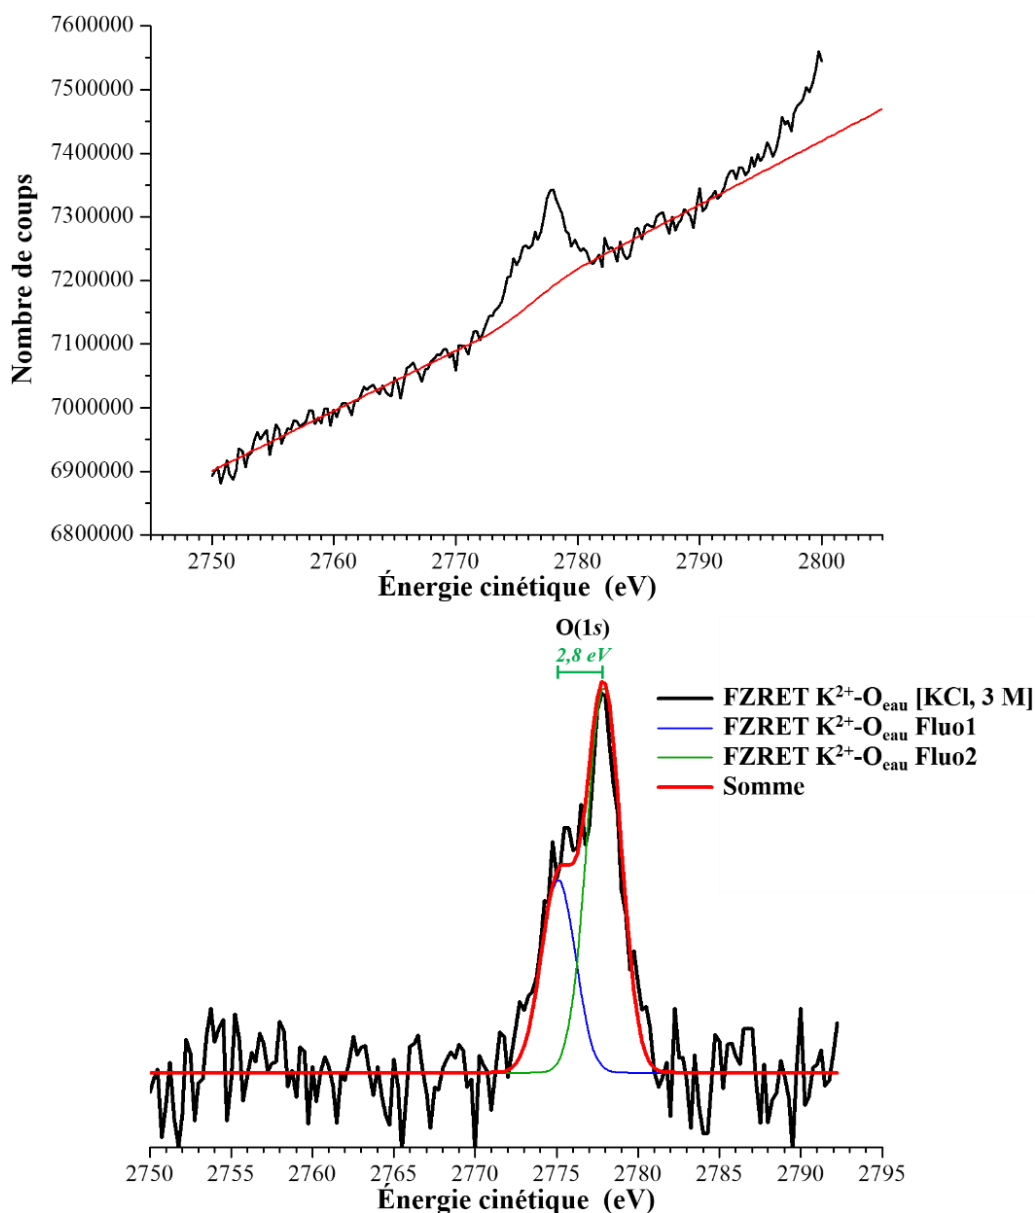 7600000
7500000
7400000
7300000
7200000
7100000
7000000
6900000
6800000
Nombre de coups
2750 2760 2770 2780 2790 2800
Énergie cinétique (eV)
O(1s)
2,8 eV
FZRET K²⁺-Oₑₐᵤ [KCl, 3 M]
FZRET K²⁺-Oₑₐᵤ Fluo1
FZRET K²⁺-Oₑₐᵤ Fluo2
Somme
2750 2755 2760 2765 2770 2775 2780 2785 2790 2795
Énergie cinétique (eV)